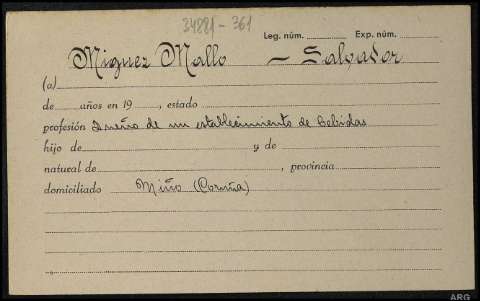 34881-361
Leg. núm. Exp. núm.
Miguez Mallo - Salvador
(a)
de años en 19 , estado
profesión Dueño de un establecimiento de bebidas
hijo de y de
natural de , provincia
domiciliado Miño (Coruña)
ARG